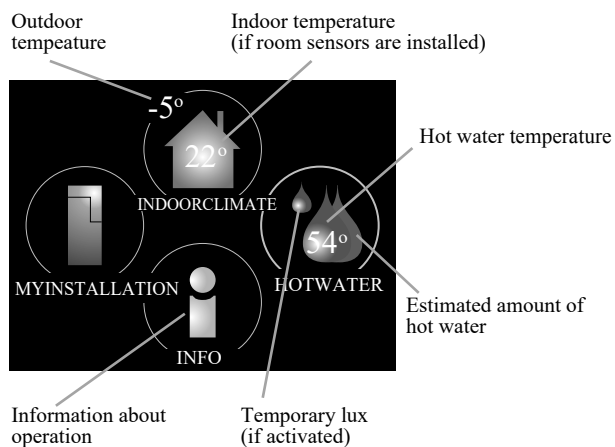 Outdoor
tempeature
Indoor temperature
(if room sensors are installed)
-5°
22°
INDOORCLIMATE
Hot water temperature
54°
MYINSTALLATION
HOTWATER
Estimated amount of
hot water
INFO
Information about
operation
Temporary lux
(if activated)